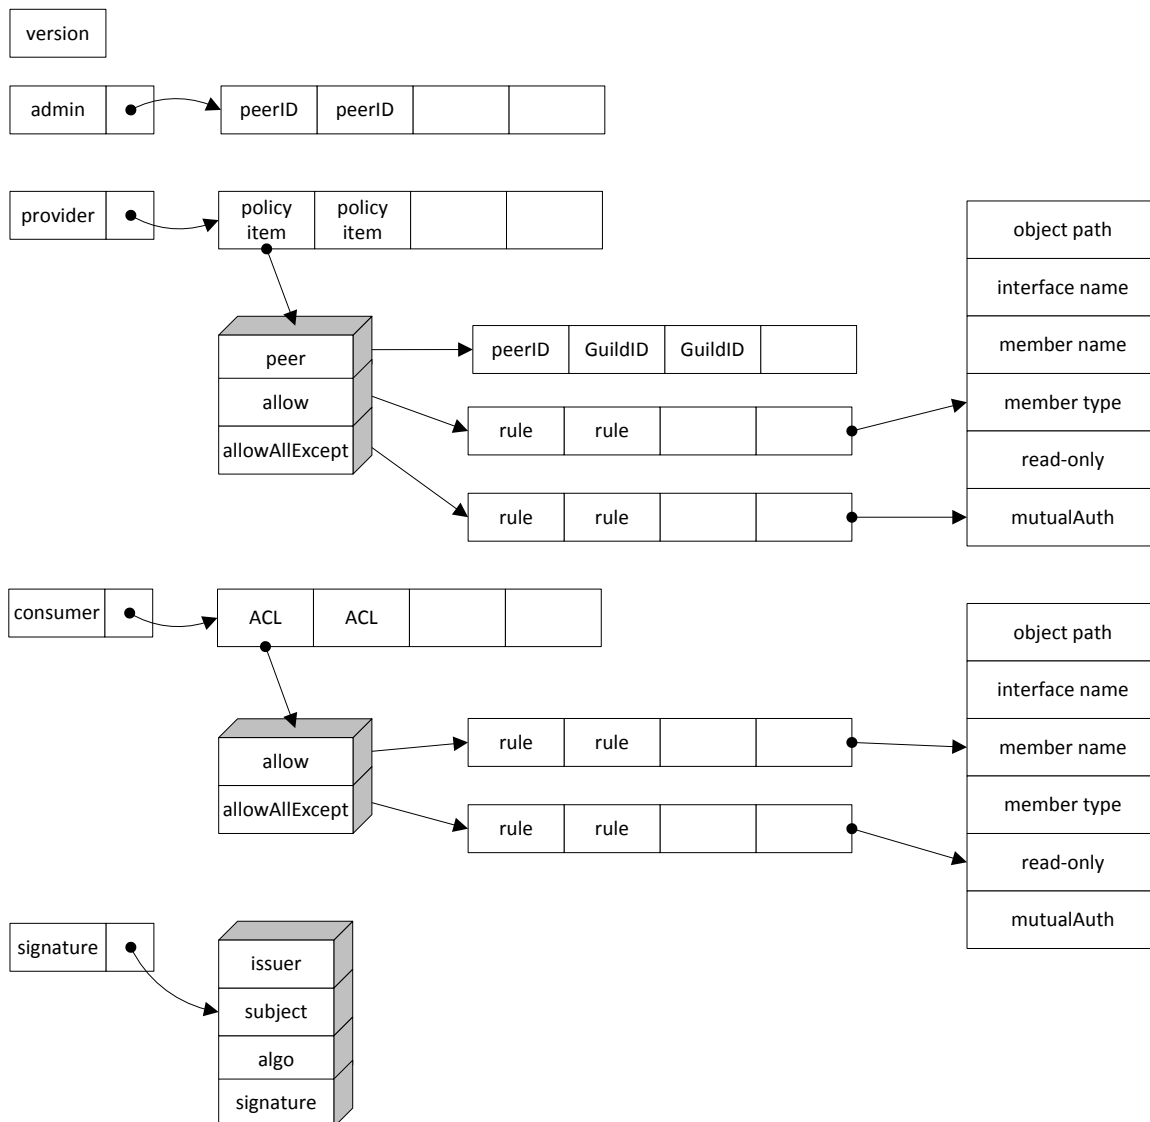 version
admin
peerID peerID
provider
policy item policy item
object path
interface name
member name
member type
read-only
mutualAuth
peer
allow
allowAllExcept
peerID GuildID GuildID
rule rule
rule rule
consumer
ACL ACL
allow
allowAllExcept
rule rule
rule rule
object path
interface name
member name
member type
read-only
mutualAuth
signature
issuer
subject
algo
signature